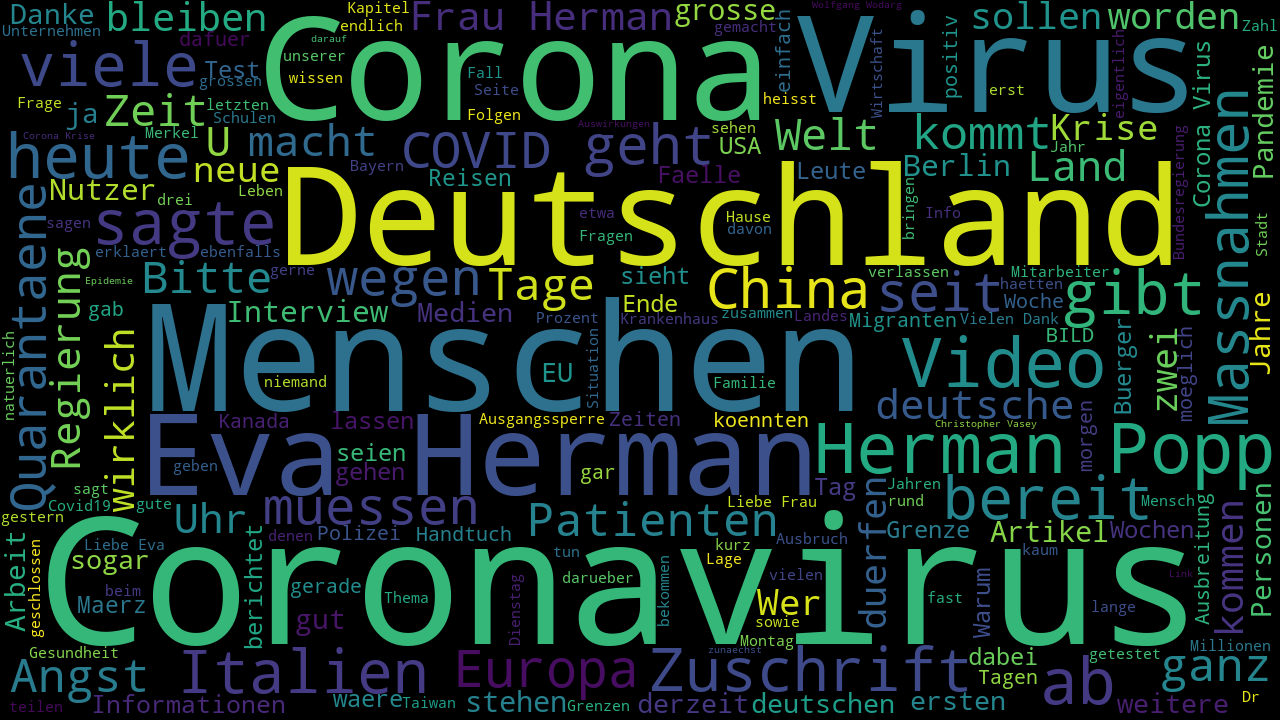 Danke
bleiben
Kapitel
endlich
Frau Herman
grosse
gemacht
Wolfgang Wodarg
einfach
positiv
sollen
worden
Zahl
Unternehmen
dafuer
darauf
unserer
viele
Test
grossen
wissen
Corona
Fall
Seite
Folgen
heisst
Virus
Wirtschaft
erst
eigentlich
Corona Virus
Pandemie
Frage
ja
Zeit
letzten
Schulen
Corona Krise
Merkel
U
macht
Bayern
COVID
Auswirkungen
geht
sehen
USA
Welt
kommt
Krise
Jahr
heute
neue
Reisen
Faelle
Leute
Berlin
Land
Bundesregierung
Nutzer
drei
Leben
sagen
sagte
Deutschland
etwa
Fragen
Hause
davon
bringen
Info
Massnahmen
Stadt
Quarantaene
Regierung
erklaert
ebenfalls
Epidemie
Bitte
gerne
wegen
Tage
sieht
Ende
China
verlassen
seit
Mitarbeiter
haetten
Woche
gibt
gab
Interview
Medien
Prozent
Krankenhaus
zusammen
Landes
Migranten
Vielen Dank
BILD
Jahre
natuerlich
wirklich
Menschen
niemand
EU
Situation
Familie
Video
Buerger
zwei
moeglich
Kanada
lassen
Ausgangssperre
Zeiten
koennten
deutsche
Christopher Vasey
morgen
Eva Herman
seien
gehen
geben
gar
Herman Popp
sagt
Covid19
gute
gestern
muessen
Liebe Frau
Tag
duerfen
Jahren
rund
bereit
Mensch
Ausbreitung
kommen
Personen
Arbeit
geschlossen
Liebe Eva
Uhr
berichtet
denen
Polizei
Handtuch
Patienten
Ausbruch
Grenze
Artikel
Wochen
sogar
beim
Maerz
gerade
Thema
gut
Coronavirus
Dienstag
tun
darueber
bekommen
kurz
Lage
vielen
Wer
sowie
Montag
fast
Warum
kaum
lange
Link
Gesundheit
Angst
Italien
Europa
zunaechst
Zuschrift
dabei
Tagen
ab
getestet
Millionen
ganz
teilen
Informationen
waere
Taiwan
stehen
Grenzen
derzeit
deutschen
ersten
weitere
Dr